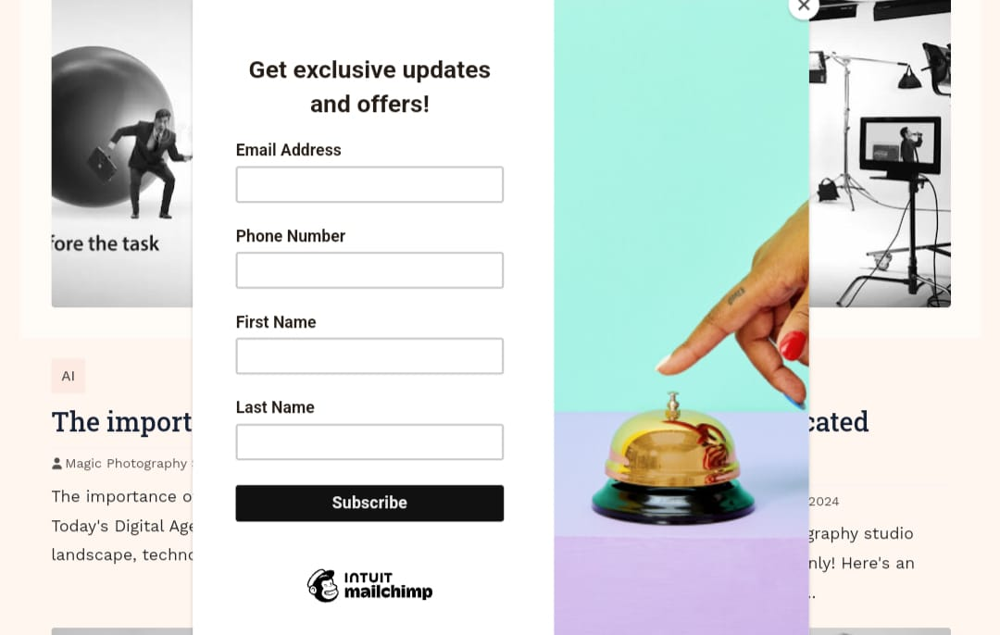 Get exclusive updates
and offers!
Email Address
Phone Number
First Name
Last Name
Subscribe
INTUIT
mailchimp
fore the task
AI
The import
Magic Photography
The importance o
Today's Digital Age
landscape, techno
cated
2024
graphy studio
nly! Here's an
..